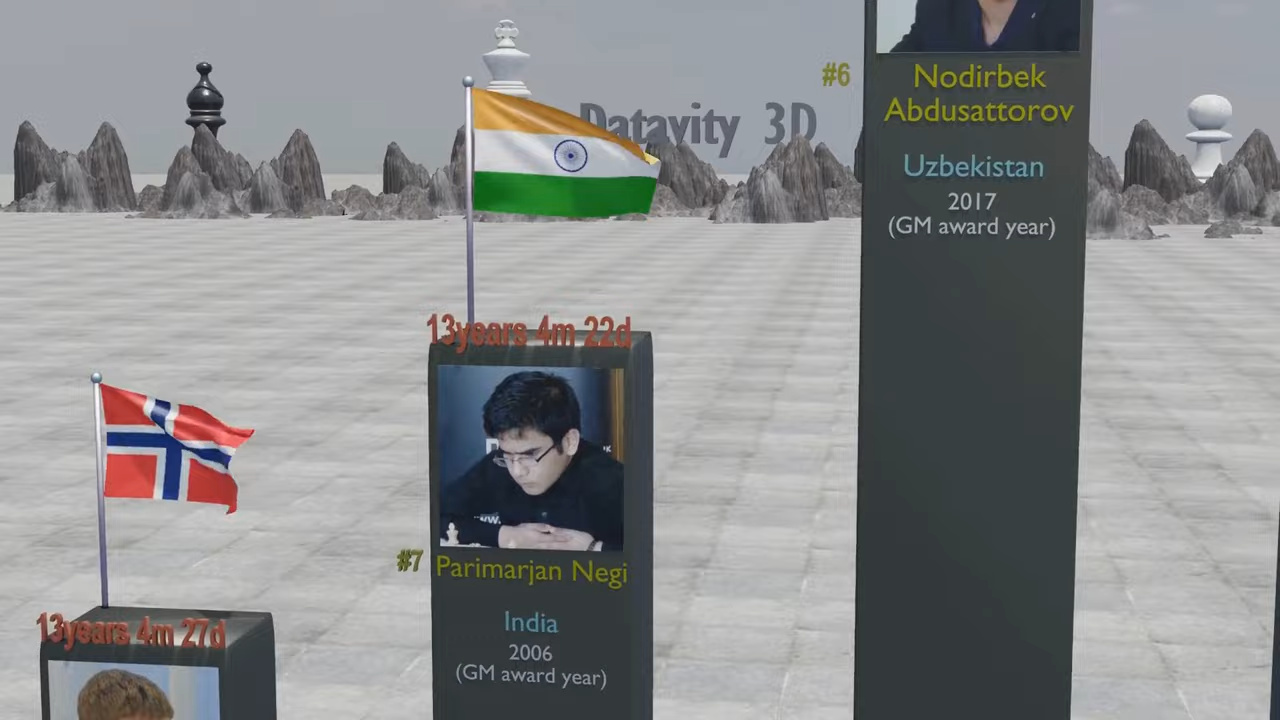 #6
Nodirbek
Abdusattorov
Uzbekistan
2017
(GM award year)
Datavity 3D
13years 4m 22d
#7
Parimarjan Negi
India
2006
(GM award year)
13years 4m 27d